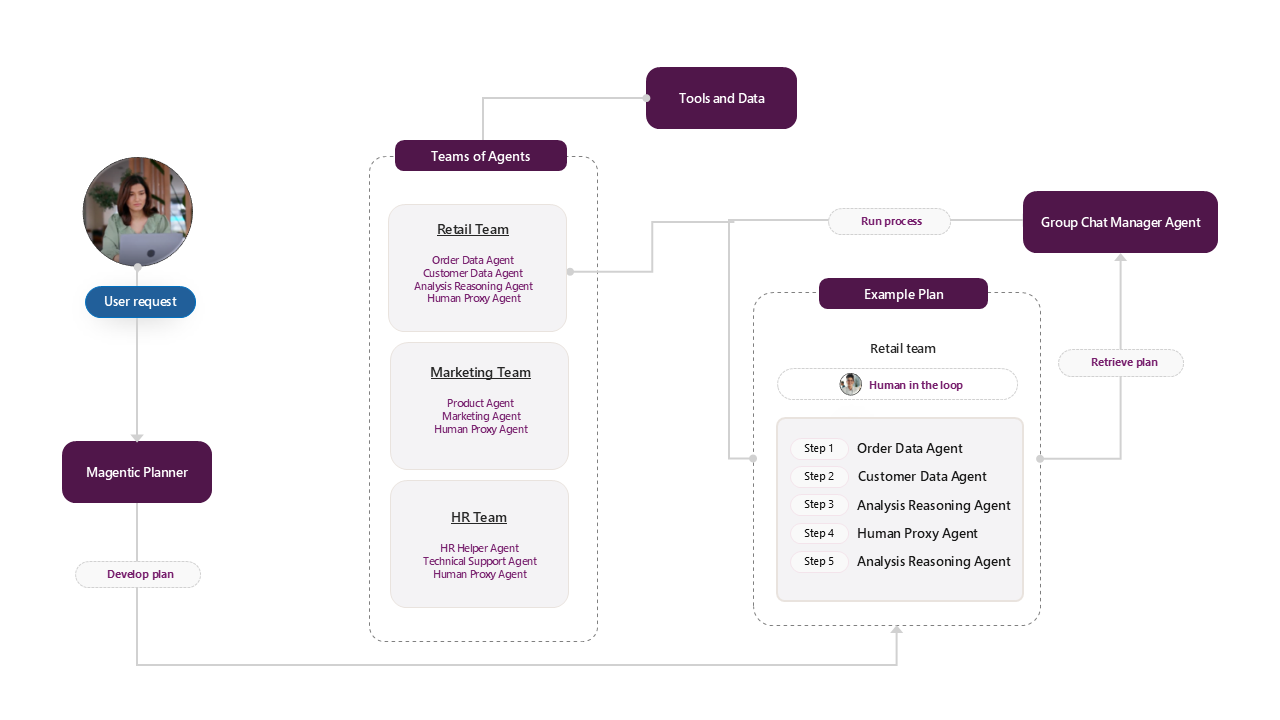 Tools and Data
Teams of Agents
Retail Team
Order Data Agent
Customer Data Agent
Analysis Reasoning Agent
Human Proxy Agent
Marketing Team
Product Agent
Marketing Agent
Human Proxy Agent
HR Team
HR Helper Agent
Technical Support Agent
Human Proxy Agent
User request
Magentic Planner
Develop plan
Run process
Group Chat Manager Agent
Retrieve plan
Example Plan
Retail team
Human in the loop
Step 1 Order Data Agent
Step 2 Customer Data Agent
Step 3 Analysis Reasoning Agent
Step 4 Human Proxy Agent
Step 5 Analysis Reasoning Agent